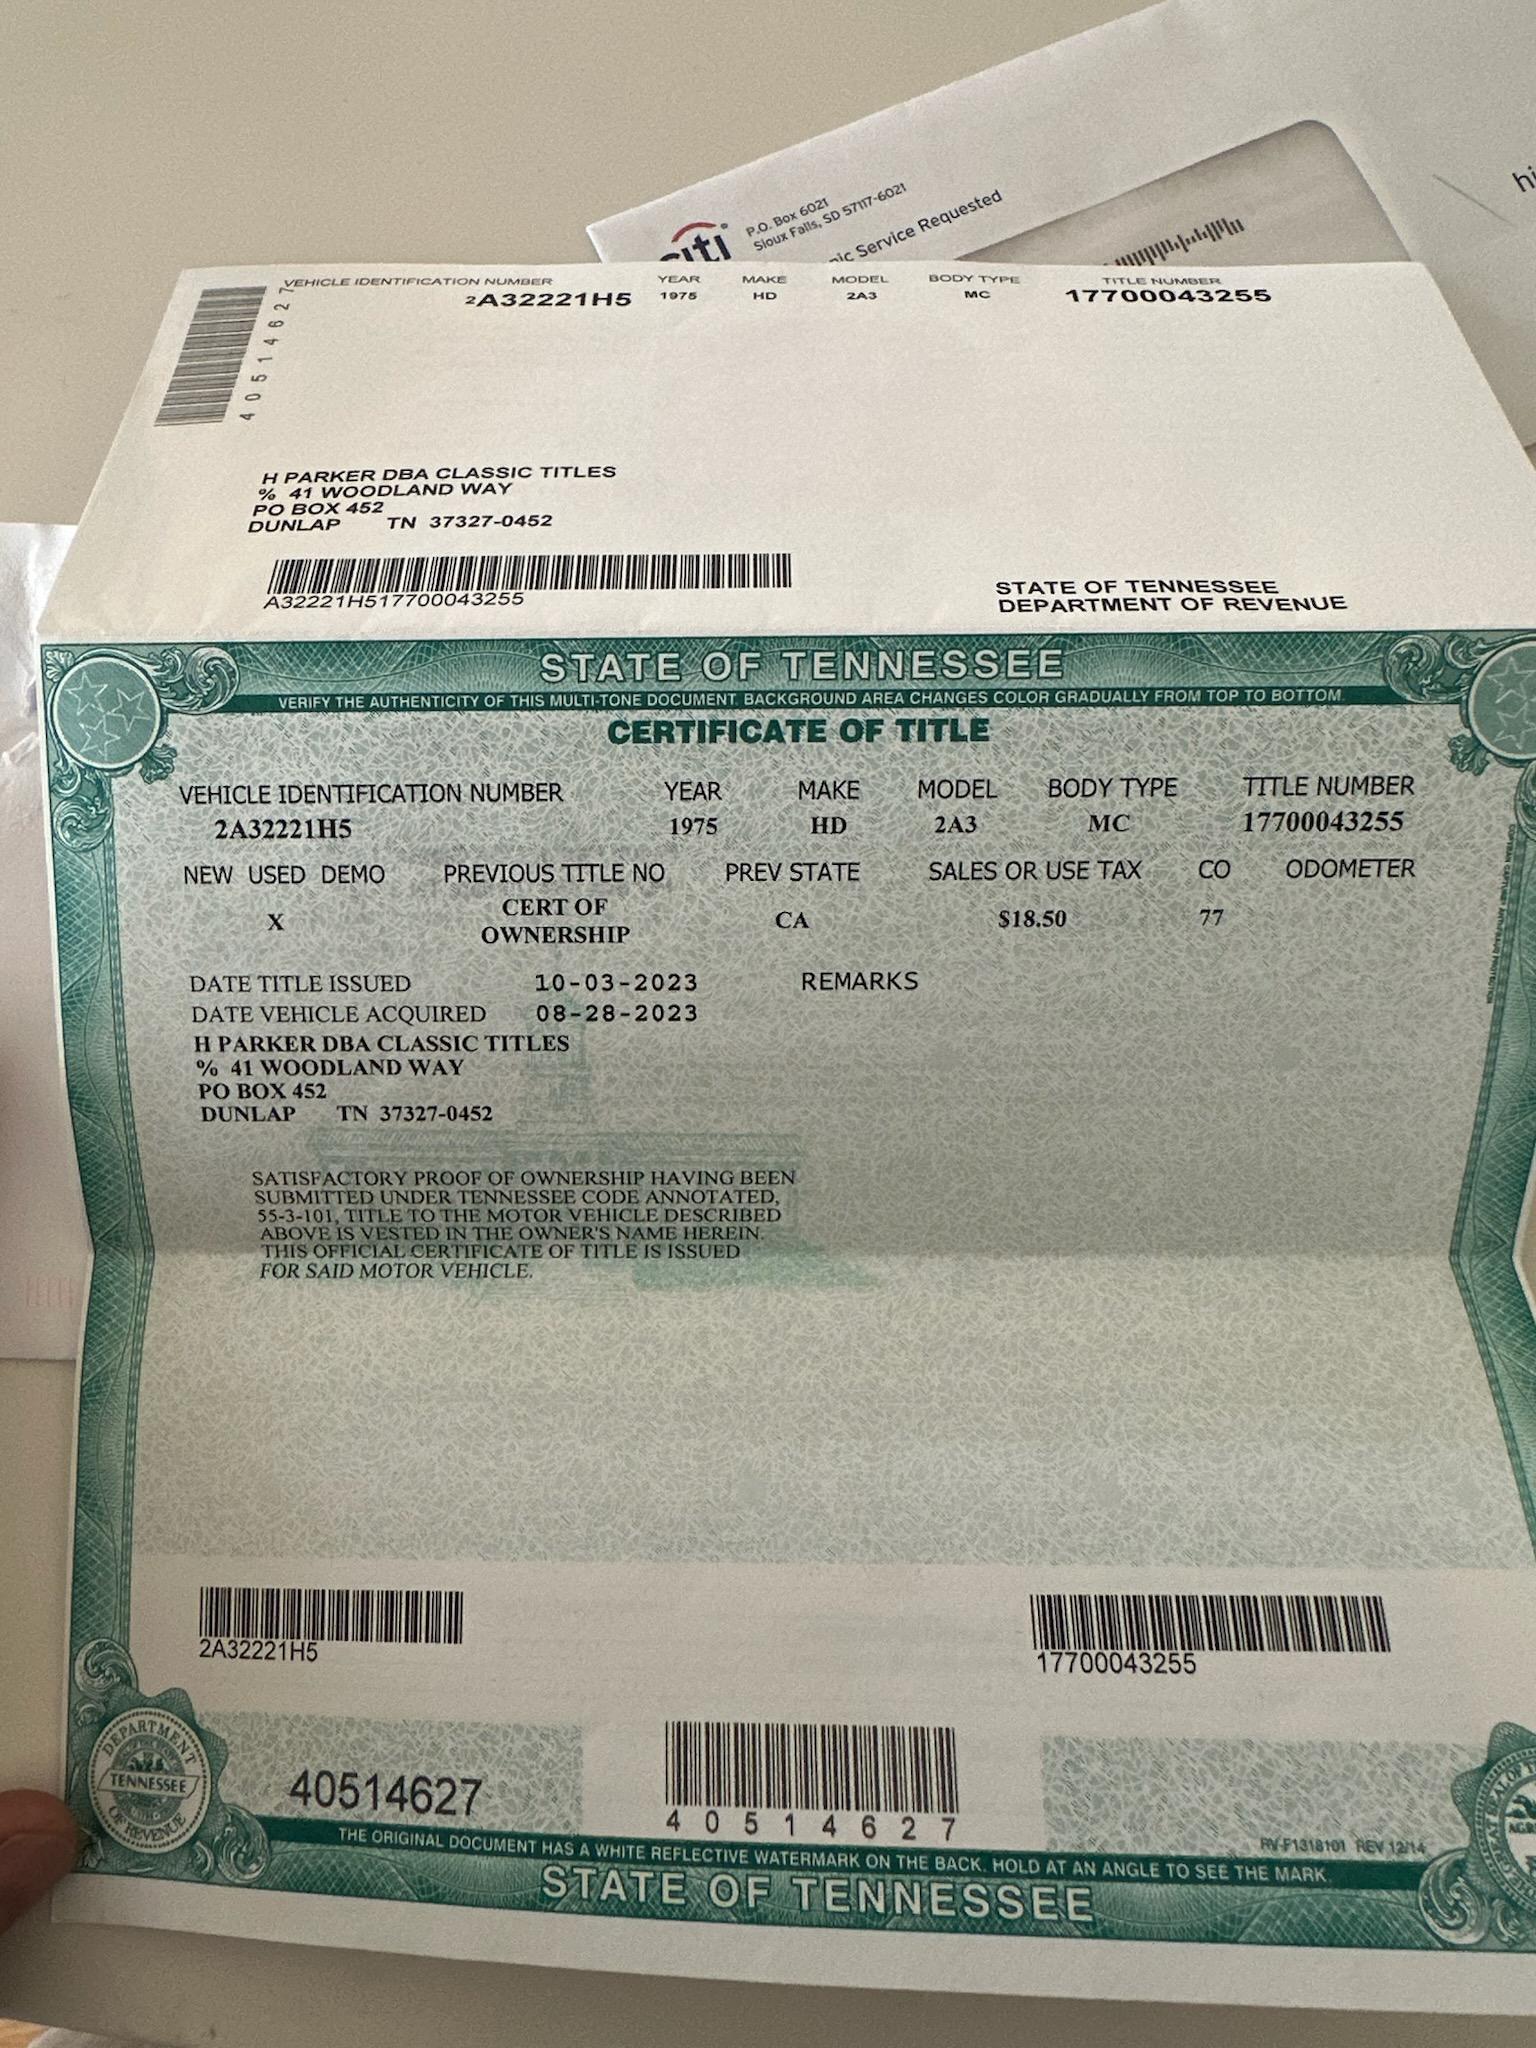 P.O. Box 6021
Sioux Falls, SD 57117-6021
Service Requested
VEHICLE IDENTIFICATION NUMBER YEAR MAKE MODEL BODY TYPE TITLE NUMBER
2A32221H5 1975 HD 2A3 MC 17700043255
40514627
H PARKER DBA CLASSIC TITLES
% 41 WOODLAND WAY
PO BOX 452
DUNLAP TN 37327-0452
A32221H517700043255
STATE OF TENNESSEE
DEPARTMENT OF REVENUE
STATE OF TENNESSEE
VERIFY THE AUTHENTICITY OF THIS MULTI-TONE DOCUMENT. BACKGROUND AREA CHANGES COLOR GRADUALLY FROM TOP TO BOTTOM.
CERTIFICATE OF TITLE
VEHICLE IDENTIFICATION NUMBER YEAR MAKE MODEL BODY TYPE TITLE NUMBER
2A32221H5 1975 HD 2A3 MC 17700043255
NEW USED DEMO PREVIOUS TITLE NO PREV STATE SALES OR USE TAX CO ODOMETER
X CERT OF OWNERSHIP CA $18.50 77
DATE TITLE ISSUED 10-03-2023 REMARKS
DATE VEHICLE ACQUIRED 08-28-2023
H PARKER DBA CLASSIC TITLES
% 41 WOODLAND WAY
PO BOX 452
DUNLAP TN 37327-0452
SATISFACTORY PROOF OF OWNERSHIP HAVING BEEN
SUBMITTED UNDER TENNESSEE CODE ANNOTATED,
55-3-101, TITLE TO THE MOTOR VEHICLE DESCRIBED
ABOVE IS VESTED IN THE OWNER'S NAME HEREIN.
THIS OFFICIAL CERTIFICATE OF TITLE IS ISSUED
FOR SAID MOTOR VEHICLE.
2A32221H5
17700043255
DEPARTMENT
TENNESSEE
OF REVENUE
40514627
4 0 5 1 4 6 2 7
RV-F1318101 REV 12/14
THE ORIGINAL DOCUMENT HAS A WHITE REFLECTIVE WATERMARK ON THE BACK. HOLD AT AN ANGLE TO SEE THE MARK.
STATE OF TENNESSEE